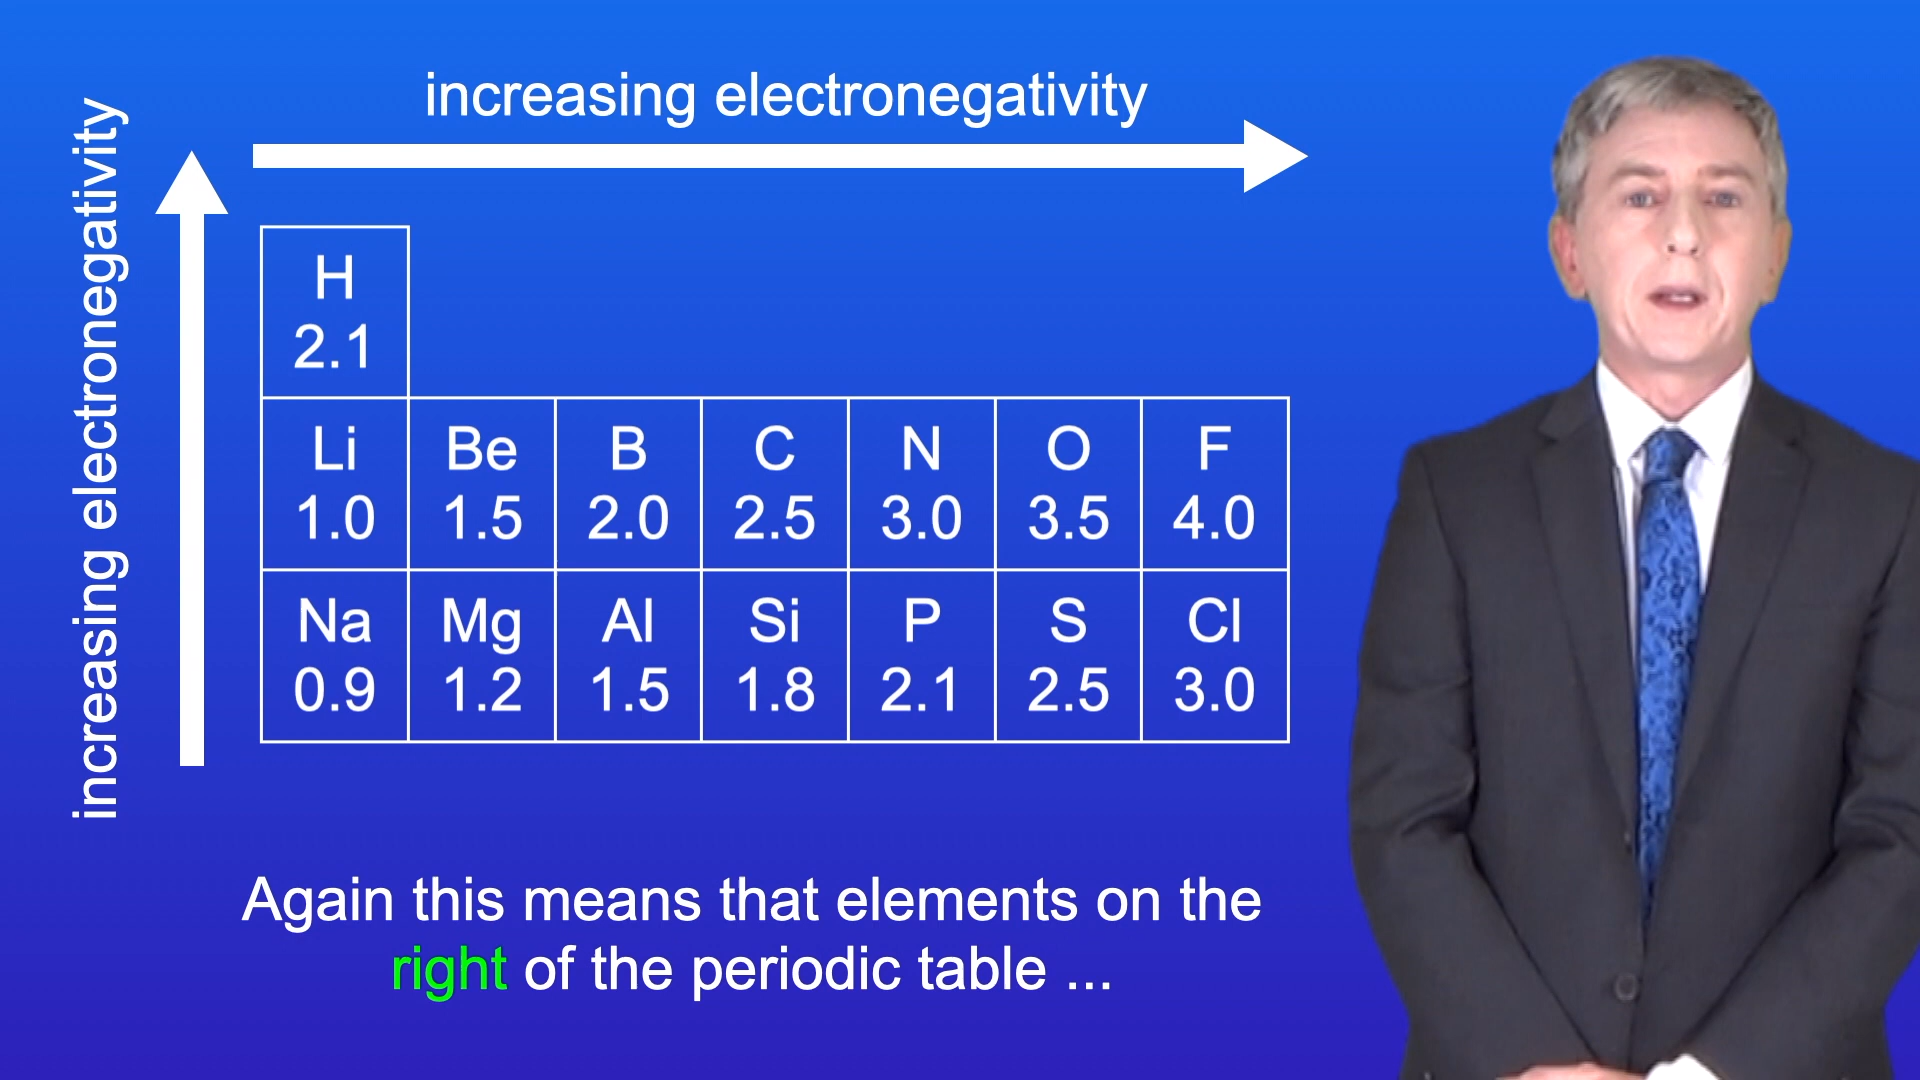 increasing electronegativity
increasing electronegativity
H
2.1
Li Be B C N O F
1.0 1.5 2.0 2.5 3.0 3.5 4.0
Na Mg Al Si P S Cl
0.9 1.2 1.5 1.8 2.1 2.5 3.0
Again this means that elements on the
right of the periodic table ...